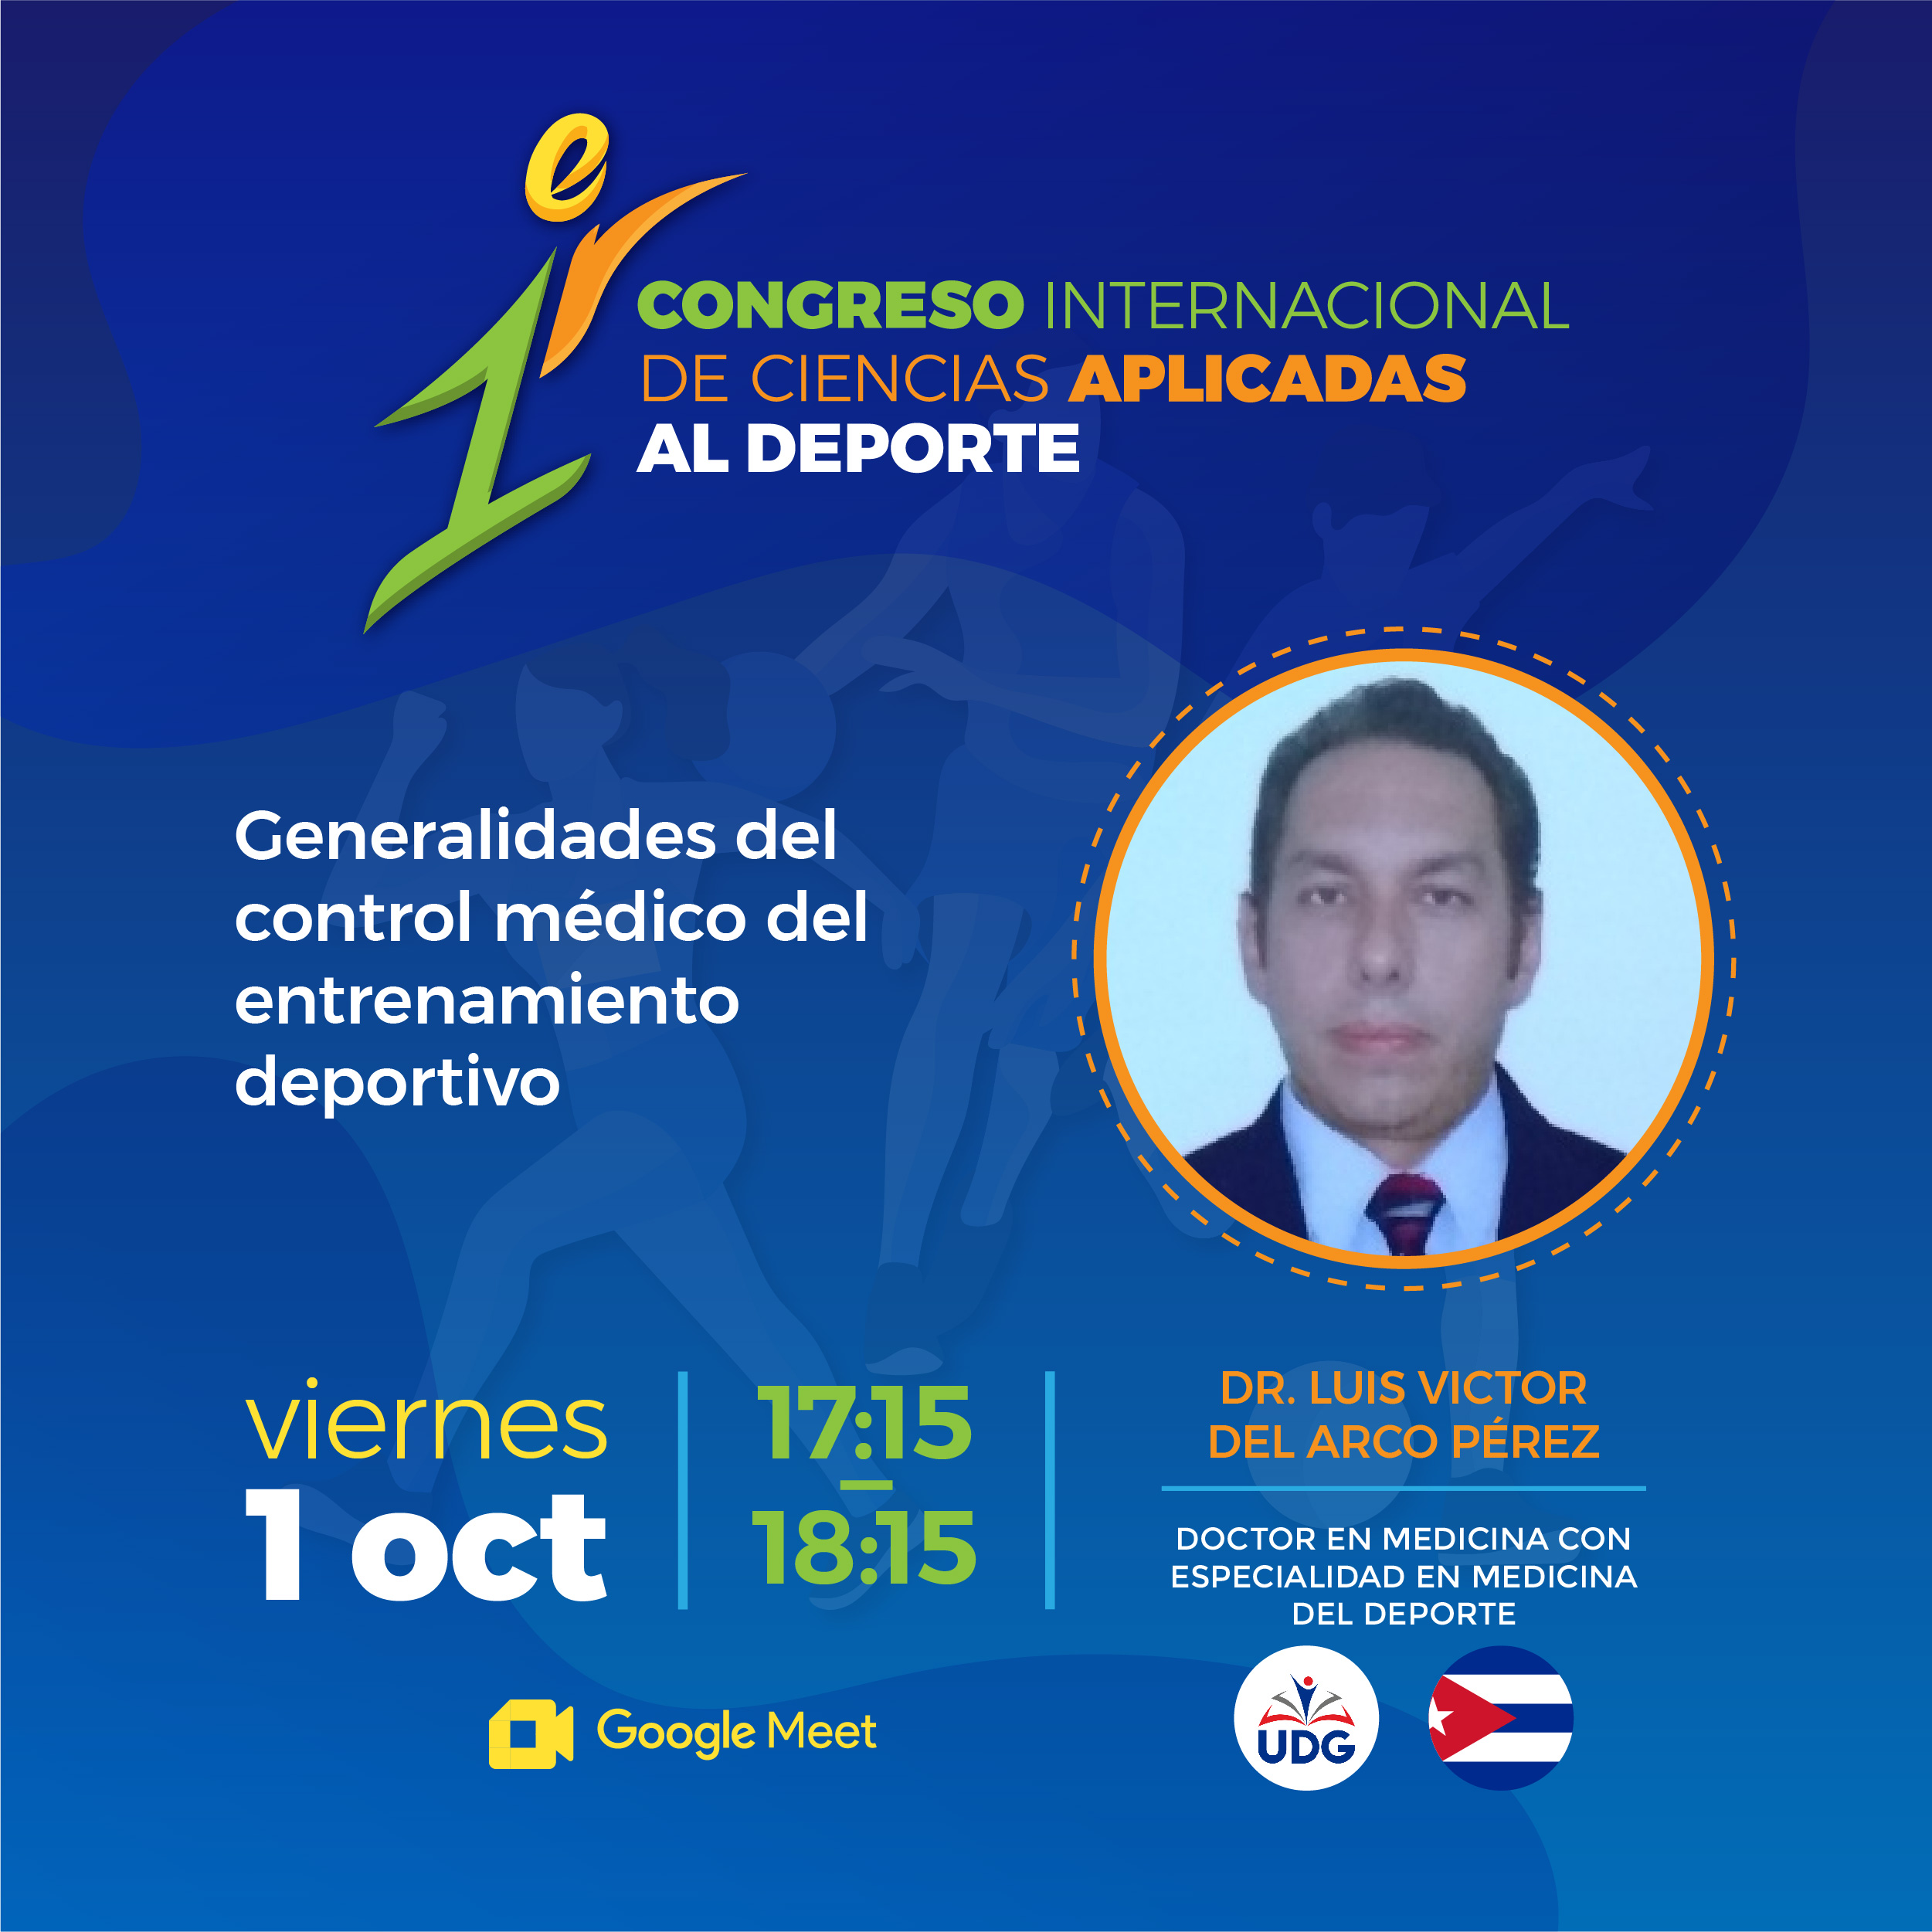 1er
CONGRESO INTERNACIONAL
DE CIENCIAS APLICADAS
AL DEPORTE
Generalidades del
control médico del
entrenamiento
deportivo
viernes
1 oct
17:15
–
18:15
DR. LUIS VICTOR
DEL ARCO PÉREZ
DOCTOR EN MEDICINA CON
ESPECIALIDAD EN MEDICINA
DEL DEPORTE
Google Meet
UDG